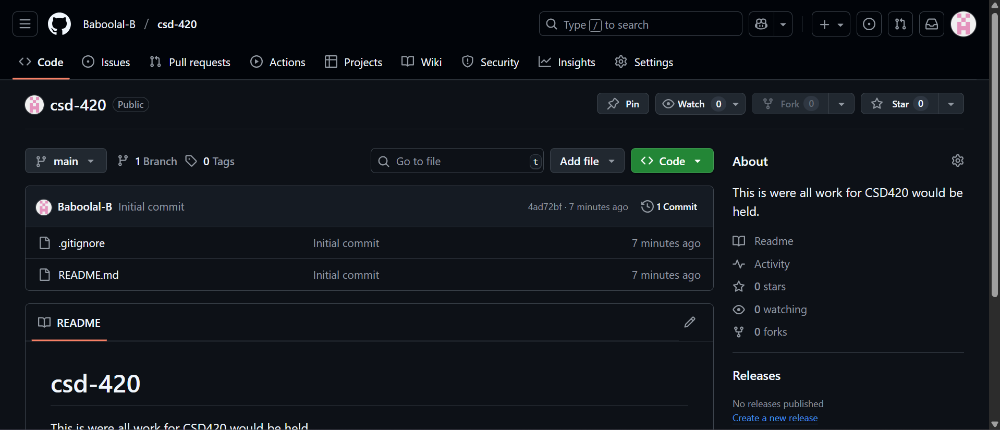 Baboolal-B / csd-420
Type / to search
Code Issues Pull requests Actions Projects Wiki Security Insights Settings
csd-420 Public
Pin Watch 0 Fork 0 Star 0
main 1 Branch 0 Tags
Go to file t
Add file
Code
Baboolal-B Initial commit 4ad72bf · 7 minutes ago 1 Commit
.gitignore Initial commit 7 minutes ago
README.md Initial commit 7 minutes ago
README
csd-420
This is were all work for CSD420 would be held.
About
This is were all work for CSD420 would be
held.
Readme
Activity
0 stars
0 watching
0 forks
Releases
No releases published
Create a new release